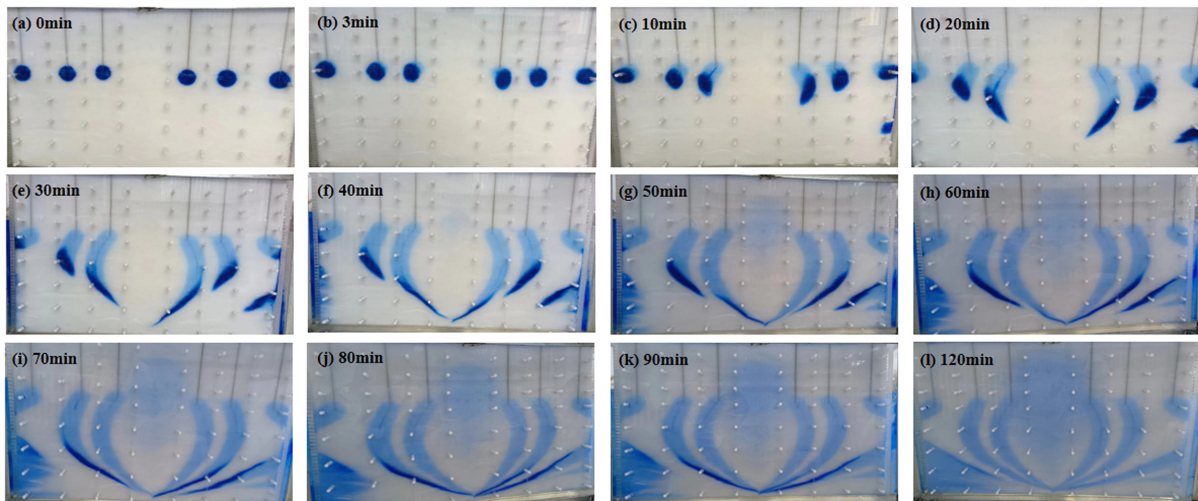 (a) 0min
(b) 3min
(c) 10min
(d) 20min
(e) 30min
(f) 40min
(g) 50min
(h) 60min
(i) 70min
(j) 80min
(k) 90min
(l) 120min